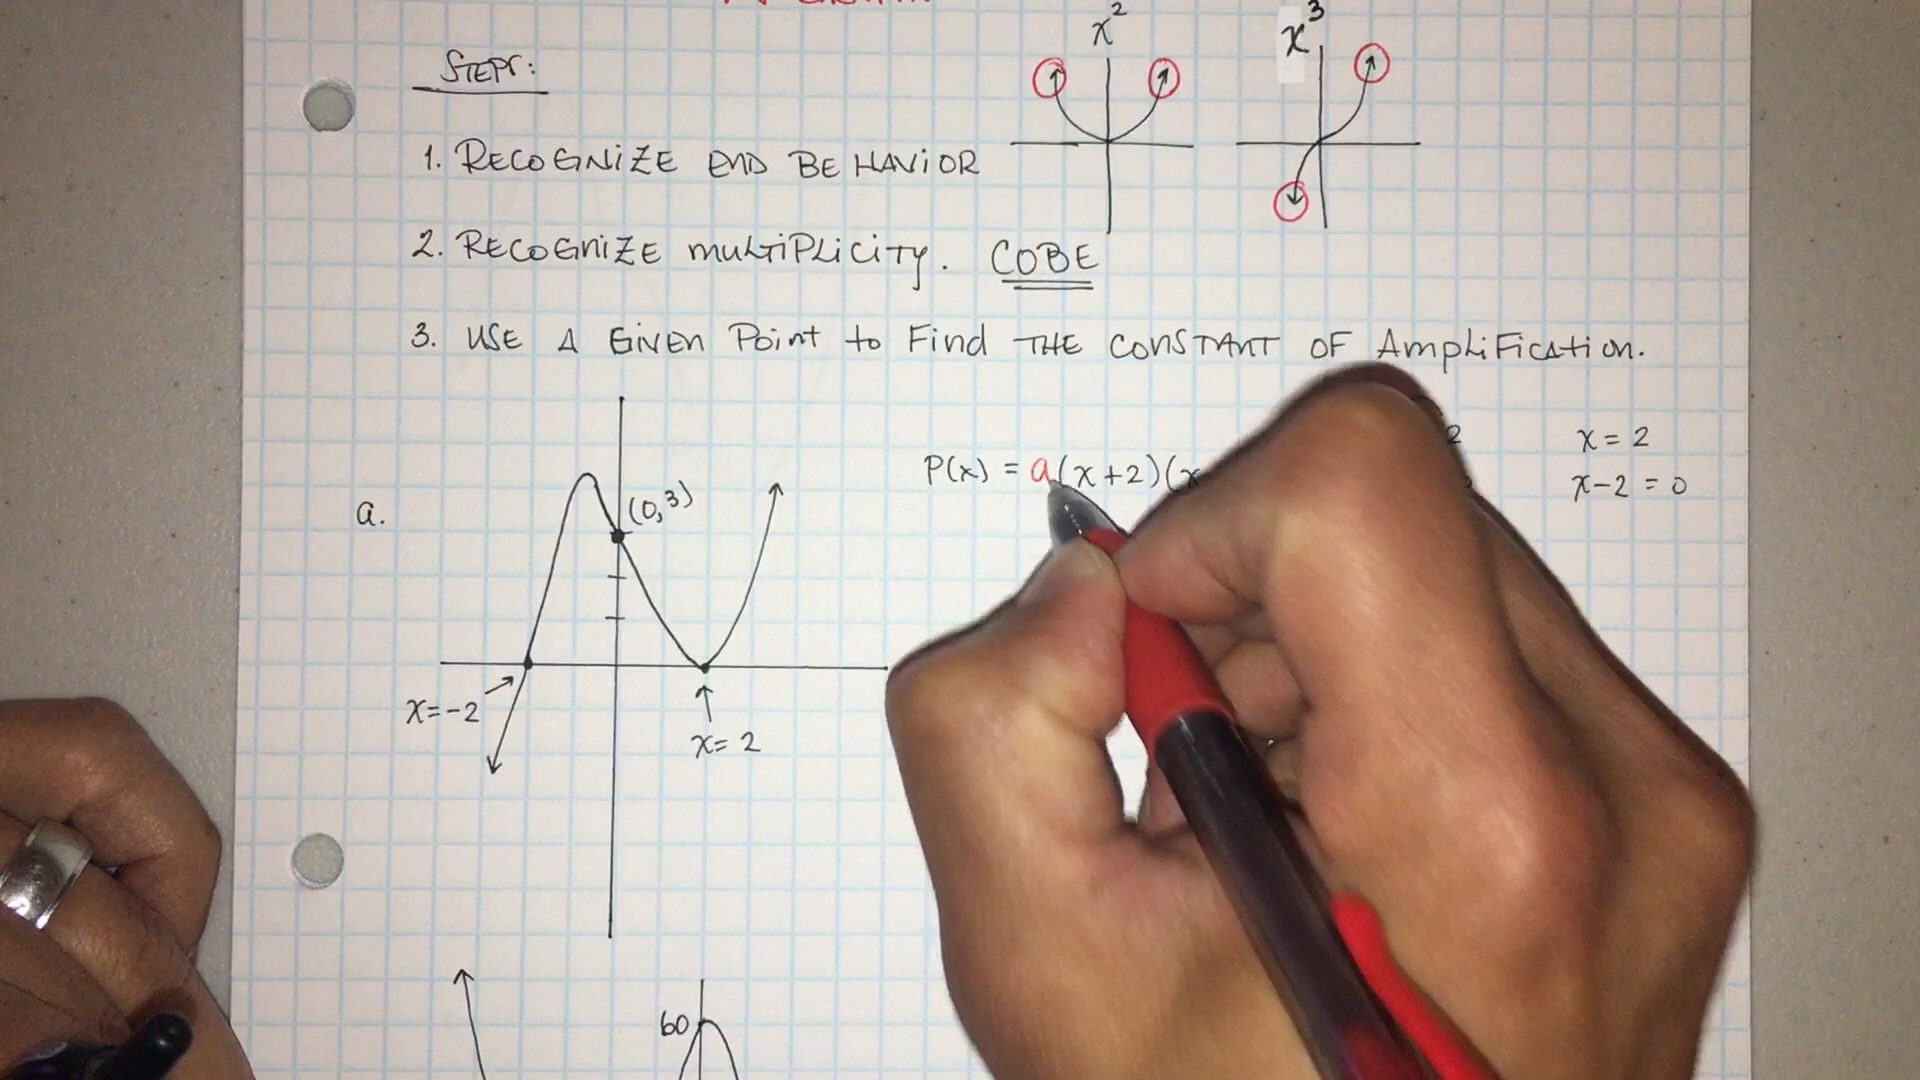 x²
x³
STEPS:
1. RECOGNIZE END BEHAVIOR
2. RECOGNIZE MULTIPLICITY. COBE
3. USE A GIVEN POINT to FIND THE CONSTANT OF AMPLIFICATION.
x = 2
P(x) = a(x+2)(x
x-2 = 0
a.
(0,3)
x=-2
x=2
60